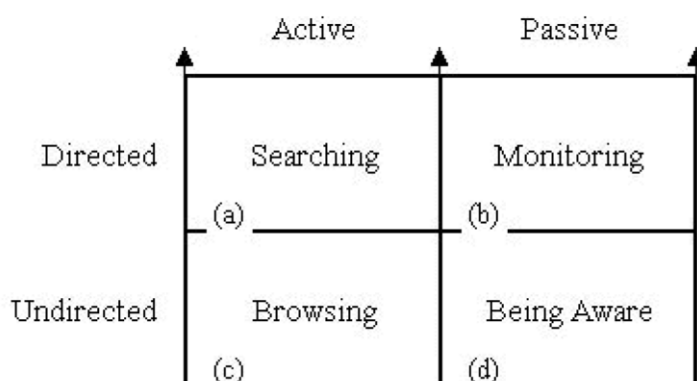 Active Passive
Directed Searching Monitoring
(a) (b)
Undirected Browsing Being Aware
(c) (d)